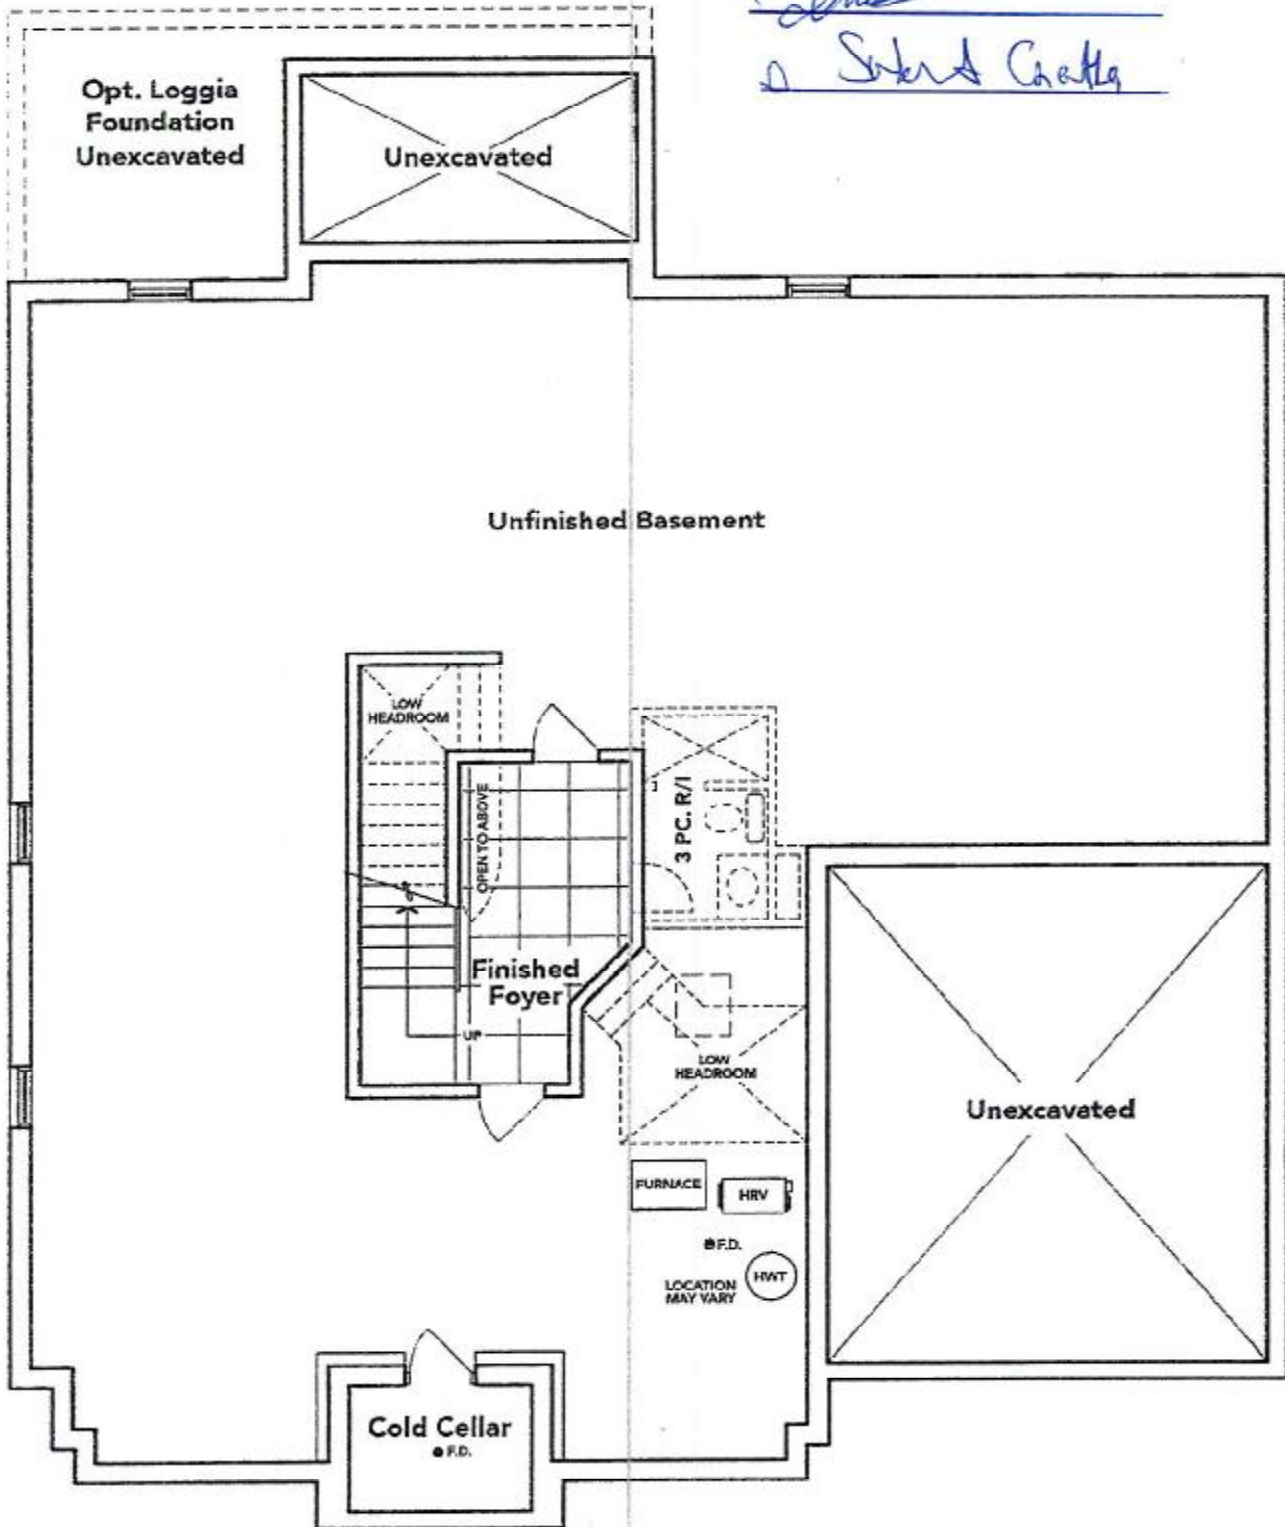 Opt. Loggia
Foundation
Unexcavated
Unexcavated
Unfinished Basement
LOW
HEADROOM
OPEN TO ABOVE
3 PC. R/I
Finished
Foyer
UP
LOW
HEADROOM
Unexcavated
FURNACE
HRV
F.D.
HWT
LOCATION
MAY VARY
Cold Cellar
F.D.